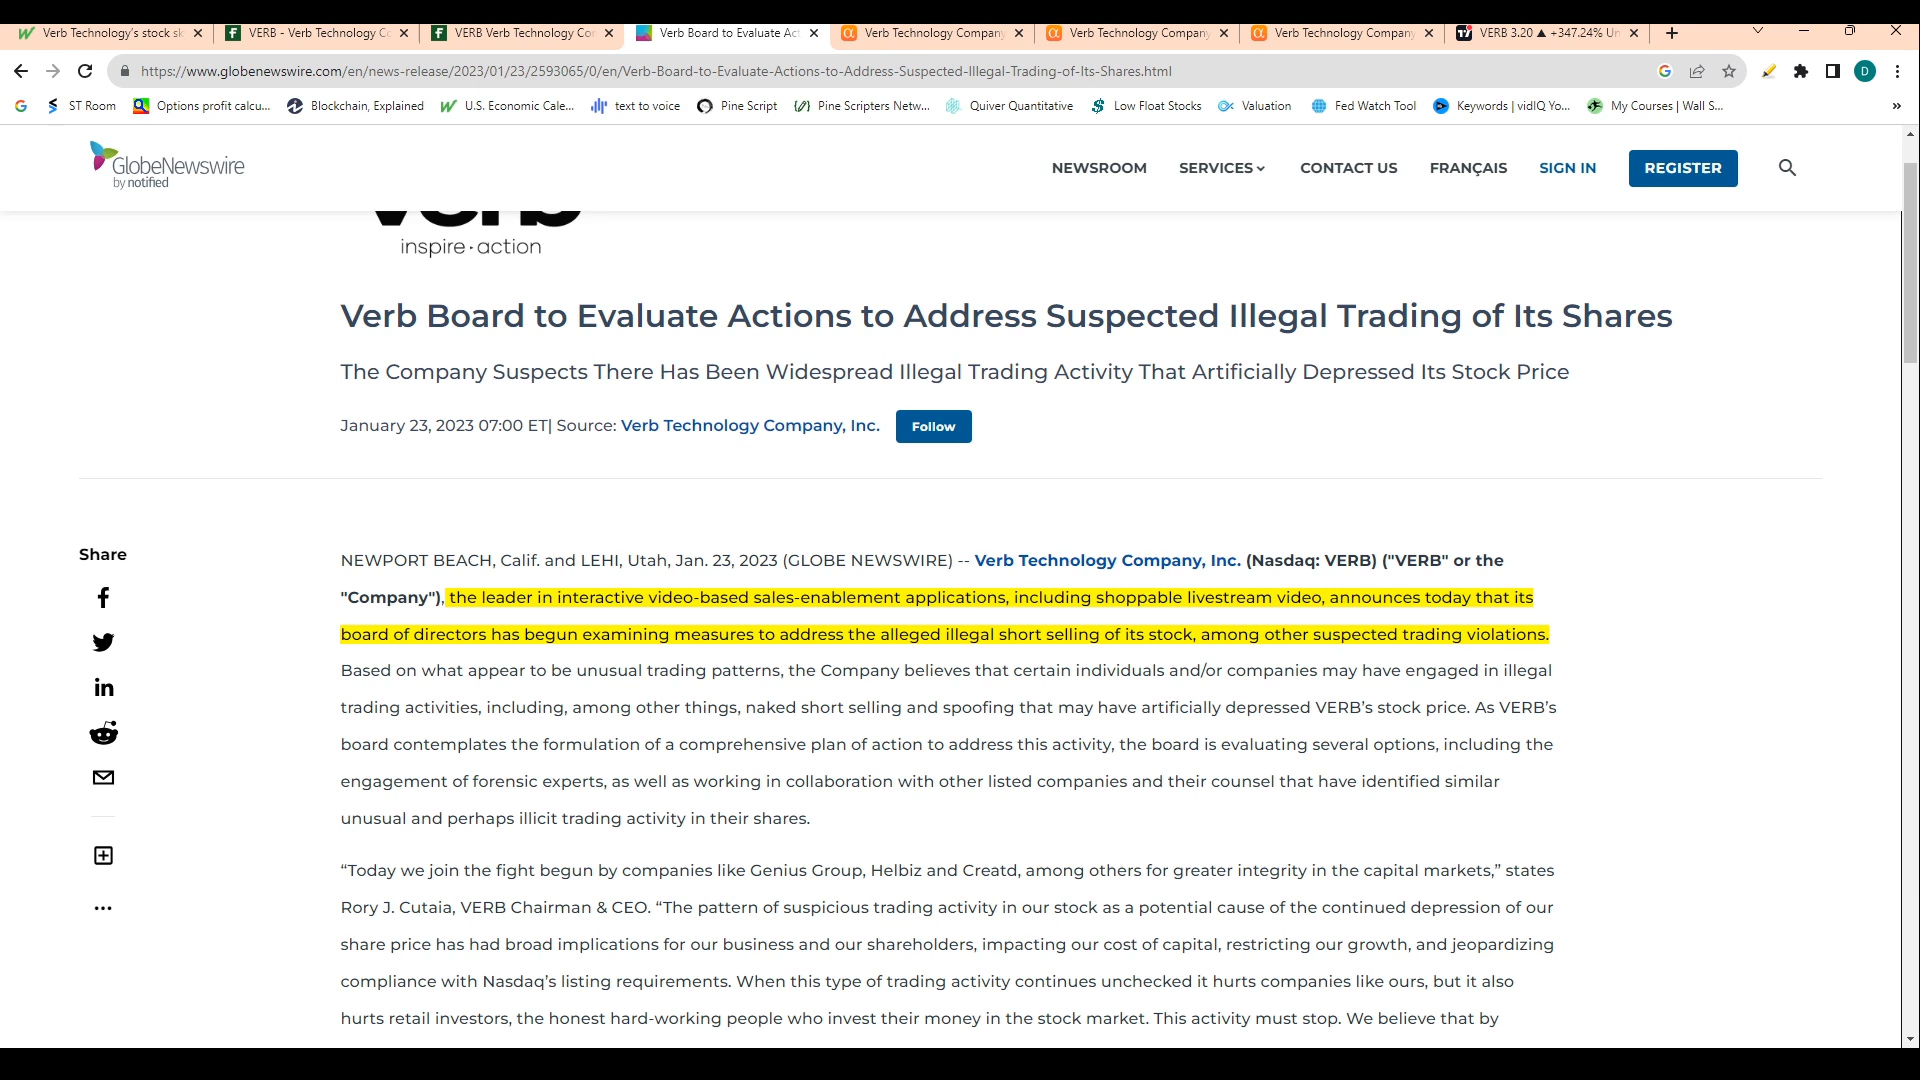 Verb Technology's stock sk
VERB - Verb Technology Co
VERB Verb Technology Con
Verb Board to Evaluate Act
Verb Technology Company
Verb Technology Company
Verb Technology Company
VERB 3.20 ▲ +347.24% Un
https://www.globenewswire.com/en/news-release/2023/01/23/2593065/0/en/Verb-Board-to-Evaluate-Actions-to-Address-Suspected-Illegal-Trading-of-Its-Shares.html
D
ST Room
Options profit calcu...
Blockchain, Explained
U.S. Economic Cale...
text to voice
Pine Script
Pine Scripters Netw...
Quiver Quantitative
Low Float Stocks
Valuation
Fed Watch Tool
Keywords | vidIQ Yo...
My Courses | Wall S...
»
GlobeNewswire
by notified
NEWSROOM
SERVICES
CONTACT US
FRANÇAIS
SIGN IN
REGISTER
verb
inspire·action
Verb Board to Evaluate Actions to Address Suspected Illegal Trading of Its Shares
The Company Suspects There Has Been Widespread Illegal Trading Activity That Artificially Depressed Its Stock Price
January 23, 2023 07:00 ET| Source: Verb Technology Company, Inc.
Follow
Share
NEWPORT BEACH, Calif. and LEHI, Utah, Jan. 23, 2023 (GLOBE NEWSWIRE) -- Verb Technology Company, Inc. (Nasdaq: VERB) ("VERB" or the
"Company"), the leader in interactive video-based sales-enablement applications, including shoppable livestream video, announces today that its
board of directors has begun examining measures to address the alleged illegal short selling of its stock, among other suspected trading violations.
Based on what appear to be unusual trading patterns, the Company believes that certain individuals and/or companies may have engaged in illegal
trading activities, including, among other things, naked short selling and spoofing that may have artificially depressed VERB's stock price. As VERB's
board contemplates the formulation of a comprehensive plan of action to address this activity, the board is evaluating several options, including the
engagement of forensic experts, as well as working in collaboration with other listed companies and their counsel that have identified similar
unusual and perhaps illicit trading activity in their shares.
“Today we join the fight begun by companies like Genius Group, Helbiz and Creatd, among others for greater integrity in the capital markets,” states
Rory J. Cutaia, VERB Chairman & CEO. “The pattern of suspicious trading activity in our stock as a potential cause of the continued depression of our
share price has had broad implications for our business and our shareholders, impacting our cost of capital, restricting our growth, and jeopardizing
compliance with Nasdaq’s listing requirements. When this type of trading activity continues unchecked it hurts companies like ours, but it also
hurts retail investors, the honest hard-working people who invest their money in the stock market. This activity must stop. We believe that by